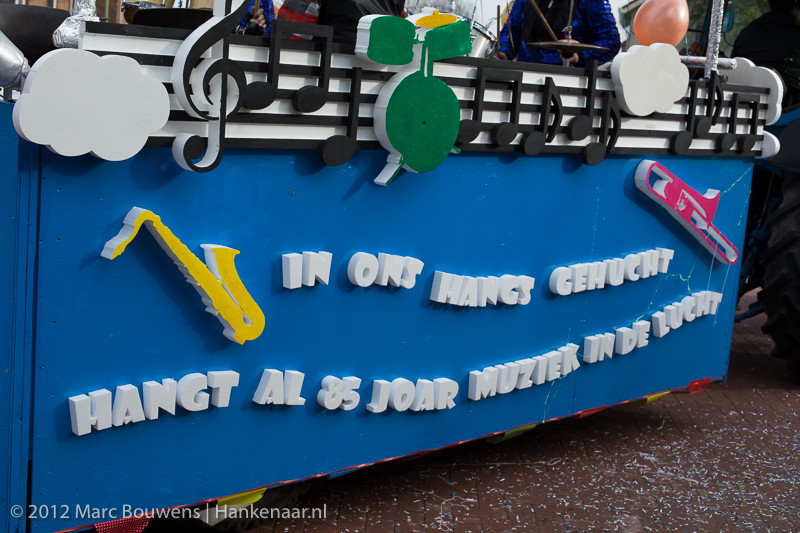 IN ONS HANGS GEHUCHT
HANGT AL 85 JOAR MUZIEK IN DE LUCHT
© 2012 Marc Bouwens | Hankenaar.nl